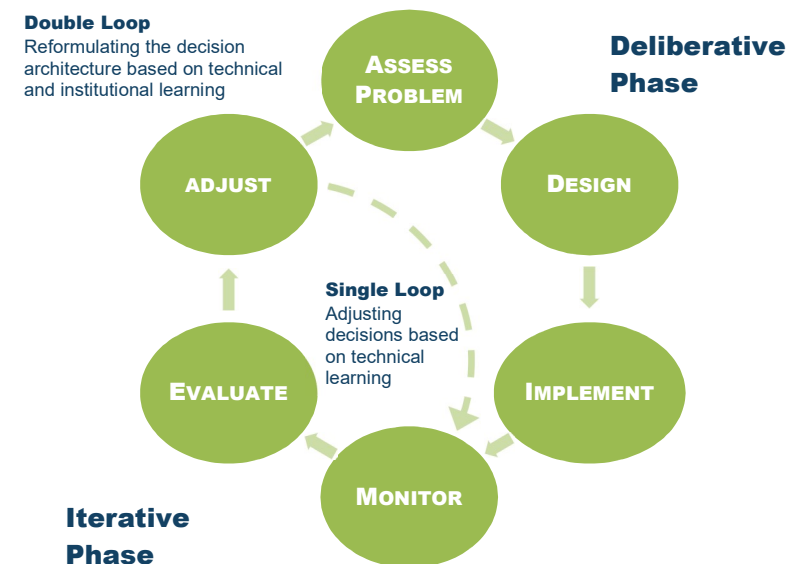 Double Loop
Reformulating the decision
architecture based on technical
and institutional learning
Deliberative
Phase
ASSESS
PROBLEM
ADJUST
DESIGN
Single Loop
Adjusting
decisions based
on technical
learning
EVALUATE
IMPLEMENT
MONITOR
Iterative
Phase